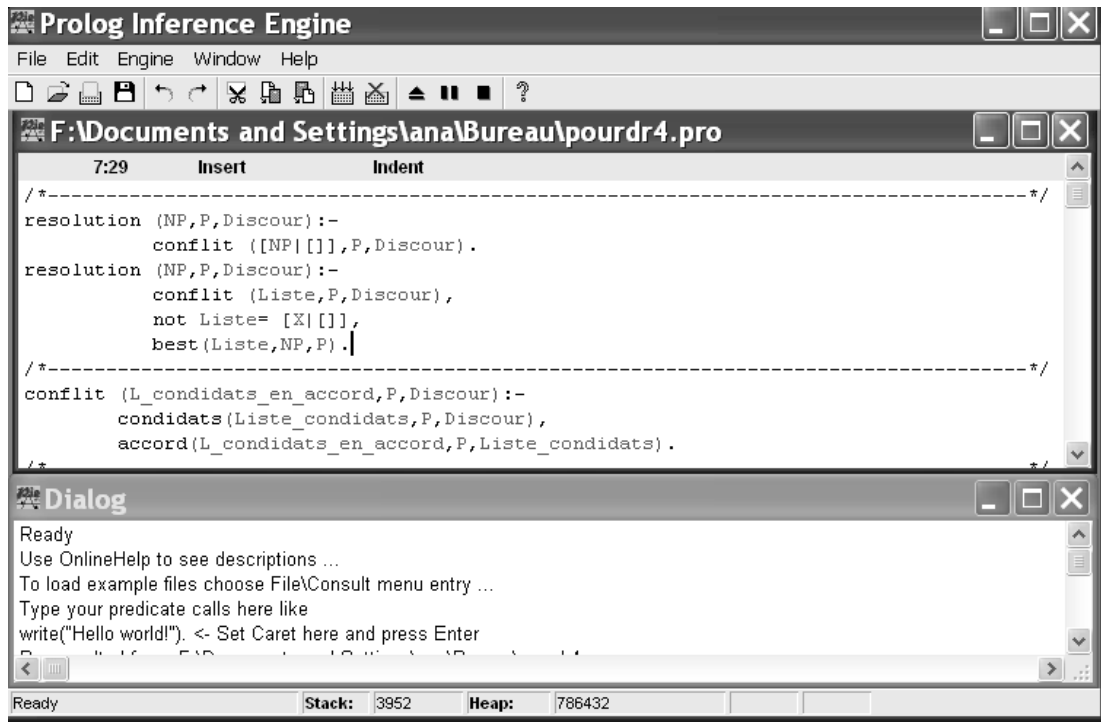 Prolog Inference Engine
File Edit Engine Window Help
F:\Documents and Settings\ana\Bureau\pourdr4.pro
7:29 Insert Indent
/*------------------------------------------------------------------------------------*/
resolution (NP,P,Discour):-
conflit ([NP|[]],P,Discour).
resolution (NP,P,Discour):-
conflit (Liste,P,Discour),
not Liste= [X|[]],
best(Liste,NP,P).
/*------------------------------------------------------------------------------------*/
conflit (L_condidats_en_accord,P,Discour):-
condidats(Liste_condidats,P,Discour),
accord(L_condidats_en_accord,P,Liste_condidats).
Dialog
Ready
Use OnlineHelp to see descriptions ...
To load example files choose File\Consult menu entry ...
Type your predicate calls here like
write("Hello world!"). <- Set Caret here and press Enter
Ready Stack: 3952 Heap: 786432